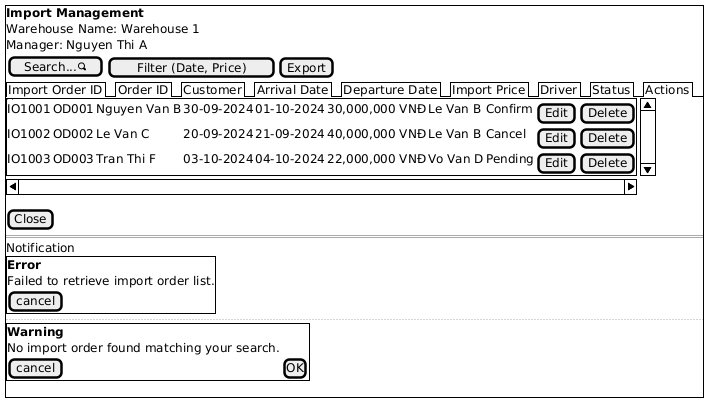 Import Management
Warehouse Name: Warehouse 1
Manager: Nguyen Thi A
Search... Filter (Date, Price) Export
Import Order ID Order ID Customer Arrival Date Departure Date Import Price Driver Status Actions
IO1001 OD001 Nguyen Van B 30-09-2024 01-10-2024 30,000,000 VNĐ Le Van B Confirm Edit Delete
IO1002 OD002 Le Van C 20-09-2024 21-09-2024 40,000,000 VNĐ Le Van B Cancel Edit Delete
IO1003 OD003 Tran Thi F 03-10-2024 04-10-2024 22,000,000 VNĐ Vo Van D Pending Edit Delete
Close
Notification
Error
Failed to retrieve import order list.
cancel
Warning
No import order found matching your search.
cancel OK